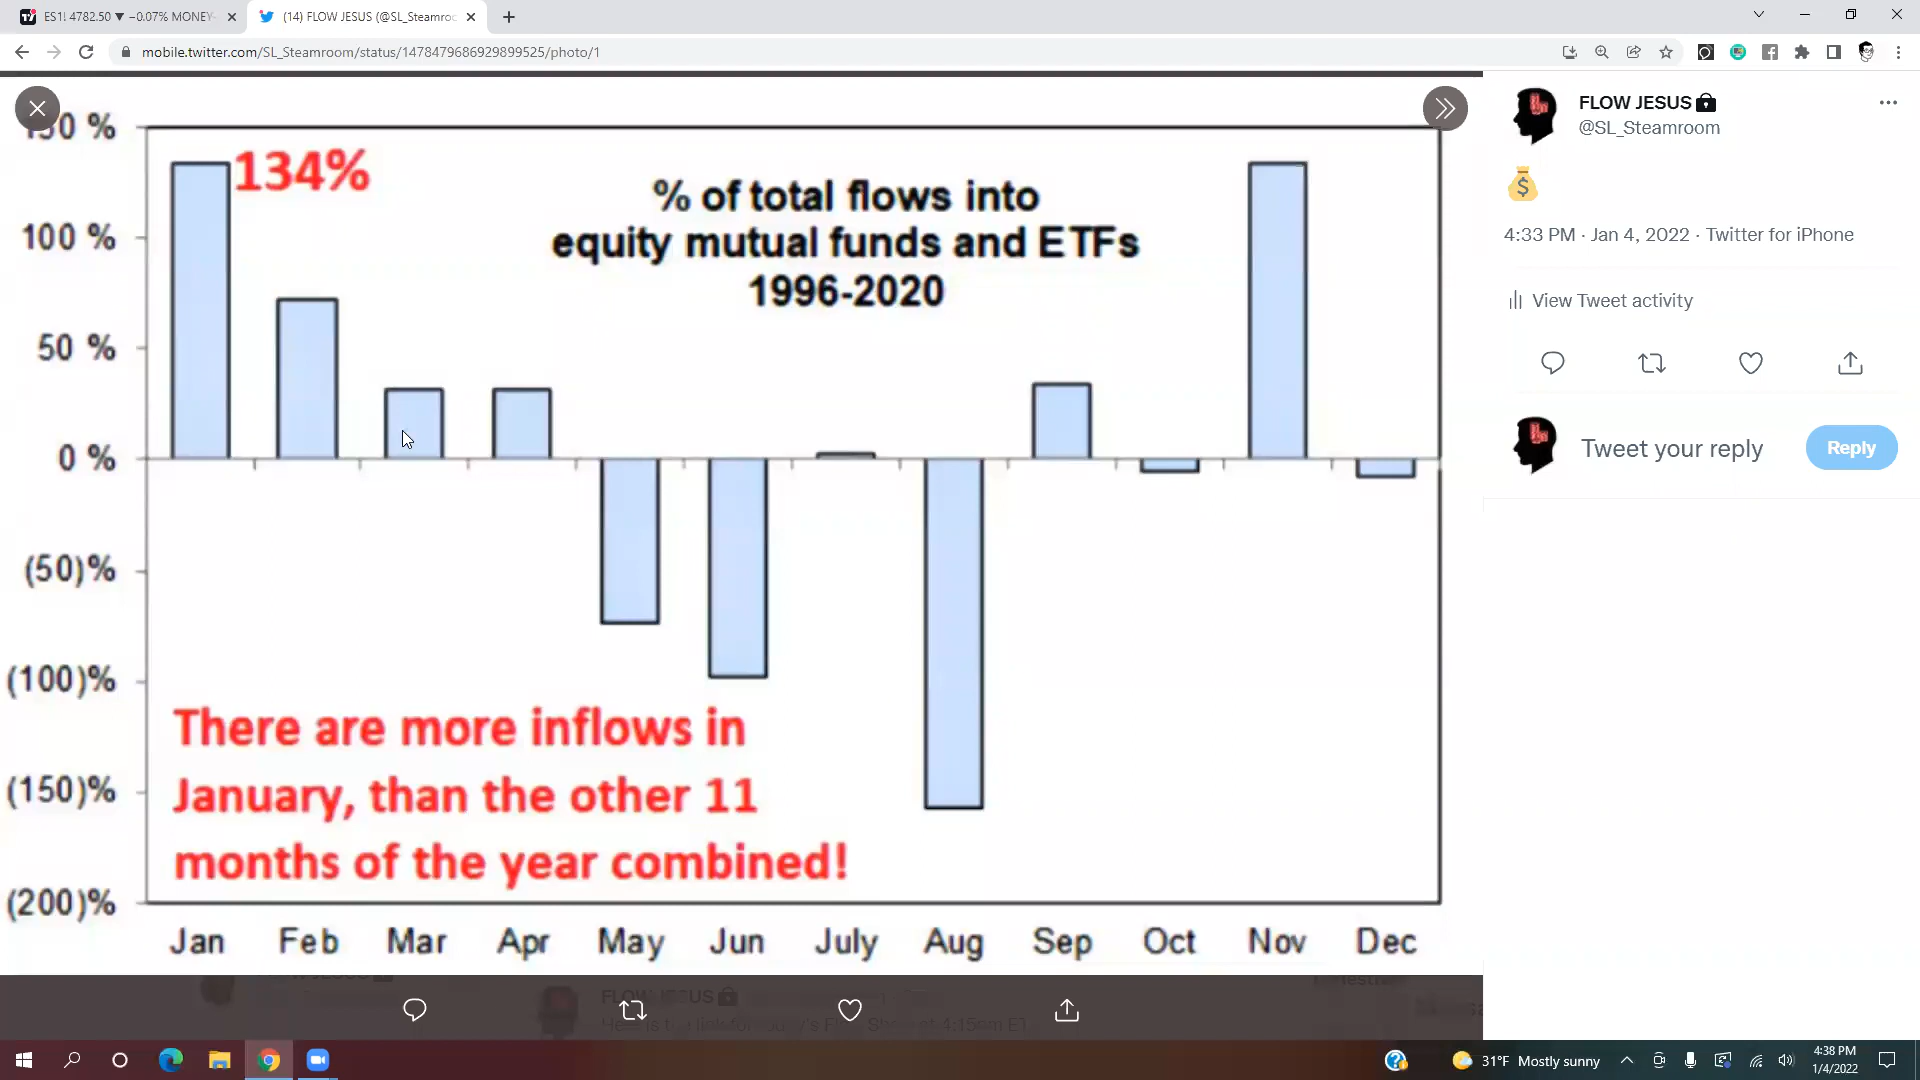 ES1! 4782.50 ▼ −0.07% MONEY
(14) FLOW JESUS (@SL_Steamroo
mobile.twitter.com/SL_Steamroom/status/1478479686929899525/photo/1
134%
% of total flows into
equity mutual funds and ETFs
1996-2020
150 %
100 %
50 %
0 %
(50)%
(100)%
(150)%
(200)%
There are more inflows in
January, than the other 11
months of the year combined!
Jan Feb Mar Apr May Jun July Aug Sep Oct Nov Dec
FLOW JESUS
@SL_Steamroom
4:33 PM · Jan 4, 2022 · Twitter for iPhone
View Tweet activity
Tweet your reply
Reply
31°F Mostly sunny
4:38 PM
1/4/2022